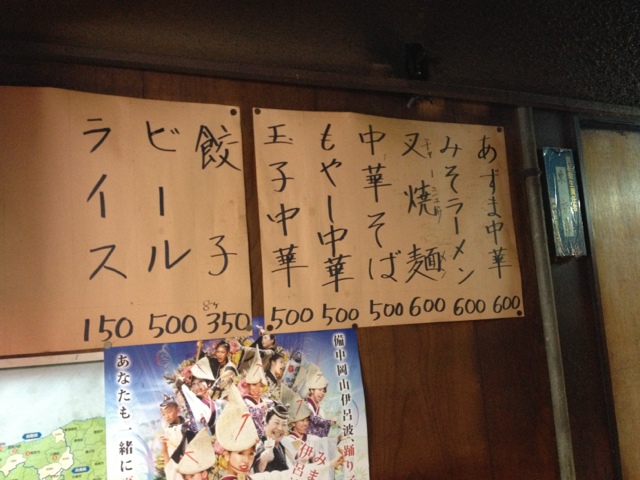 あずま中華 600
みそラーメン 600
叉焼麺 600
中華そば 500
もやし中華 500
玉子中華 500
餃子 8ヶ 350
ビール 500
ライス 150
備中岡山伊呂波踊り
あなたも一緒に